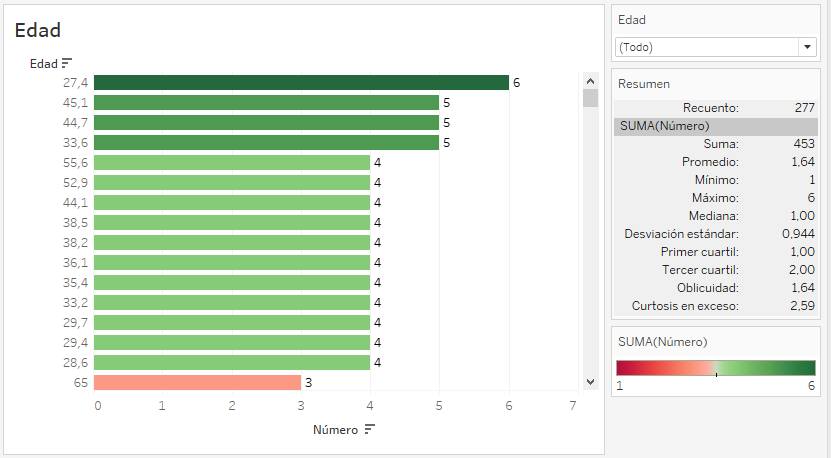 Edad
Edad
27,4 6
45,1 5
44,7 5
33,6 5
55,6 4
52,9 4
44,1 4
38,5 4
38,2 4
36,1 4
35,4 4
33,2 4
29,7 4
29,4 4
28,6 4
65 3
0 1 2 3 4 5 6 7
Número
Edad
(Todo)
Resumen
Recuento: 277
SUMA(Número)
Suma: 453
Promedio: 1,64
Mínimo: 1
Máximo: 6
Mediana: 1,00
Desviación estándar: 0,944
Primer cuartil: 1,00
Tercer cuartil: 2,00
Oblicuidad: 1,64
Curtosis en exceso: 2,59
SUMA(Número)
1 6